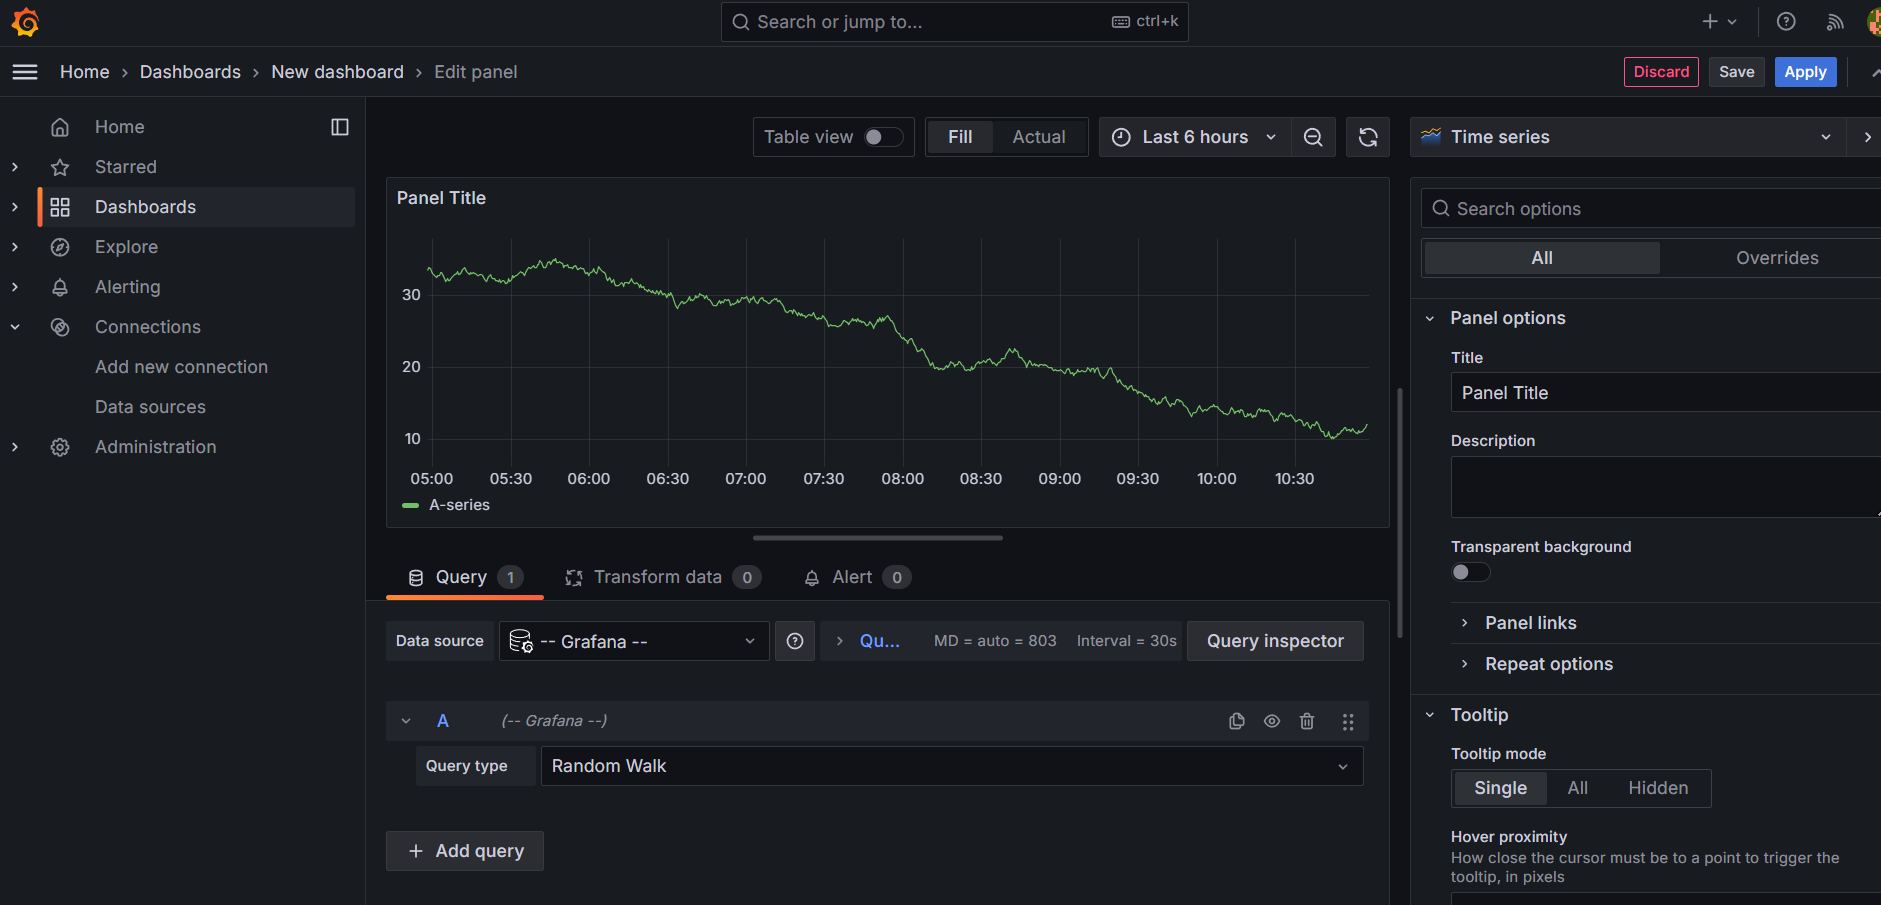 Search or jump to... ctrl+k
Home › Dashboards › New dashboard › Edit panel
Discard Save Apply
Home
Starred
Dashboards
Explore
Alerting
Connections
Add new connection
Data sources
Administration
Table view Fill Actual Last 6 hours
Panel Title
30
20
10
05:00 05:30 06:00 06:30 07:00 07:30 08:00 08:30 09:00 09:30 10:00 10:30
A-series
Query 1 Transform data 0 Alert 0
Data source -- Grafana -- Qu... MD = auto = 803 Interval = 30s Query inspector
A (-- Grafana --)
Query type Random Walk
+ Add query
Time series
Search options
All Overrides
Panel options
Title
Panel Title
Description
Transparent background
Panel links
Repeat options
Tooltip
Tooltip mode
Single All Hidden
Hover proximity
How close the cursor must be to a point to trigger the
tooltip, in pixels